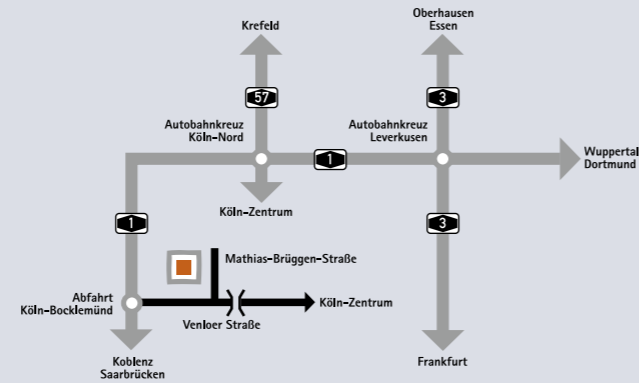 Oberhausen
Essen
Krefeld
57
3
Autobahnkreuz
Köln-Nord
Autobahnkreuz
Leverkusen
1
Wuppertal
Dortmund
Köln-Zentrum
1
3
Mathias-Brüggen-Straße
Abfahrt
Köln-Bocklemünd
Köln-Zentrum
Venloer Straße
Koblenz
Saarbrücken
Frankfurt